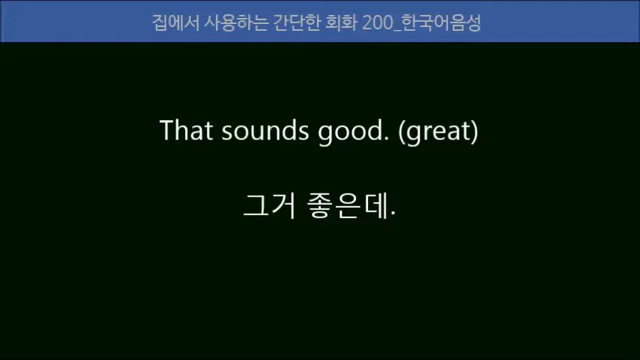 집에서 사용하는 간단한 회화 200_한국어음성
That sounds good. (great)
그거 좋은데.